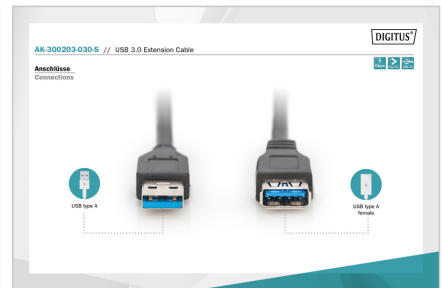 DIGITUS®
AK-300203-030-S // USB 3.0 Extension Cable
Anschlüsse
Connections
USB type A
USB type A
female